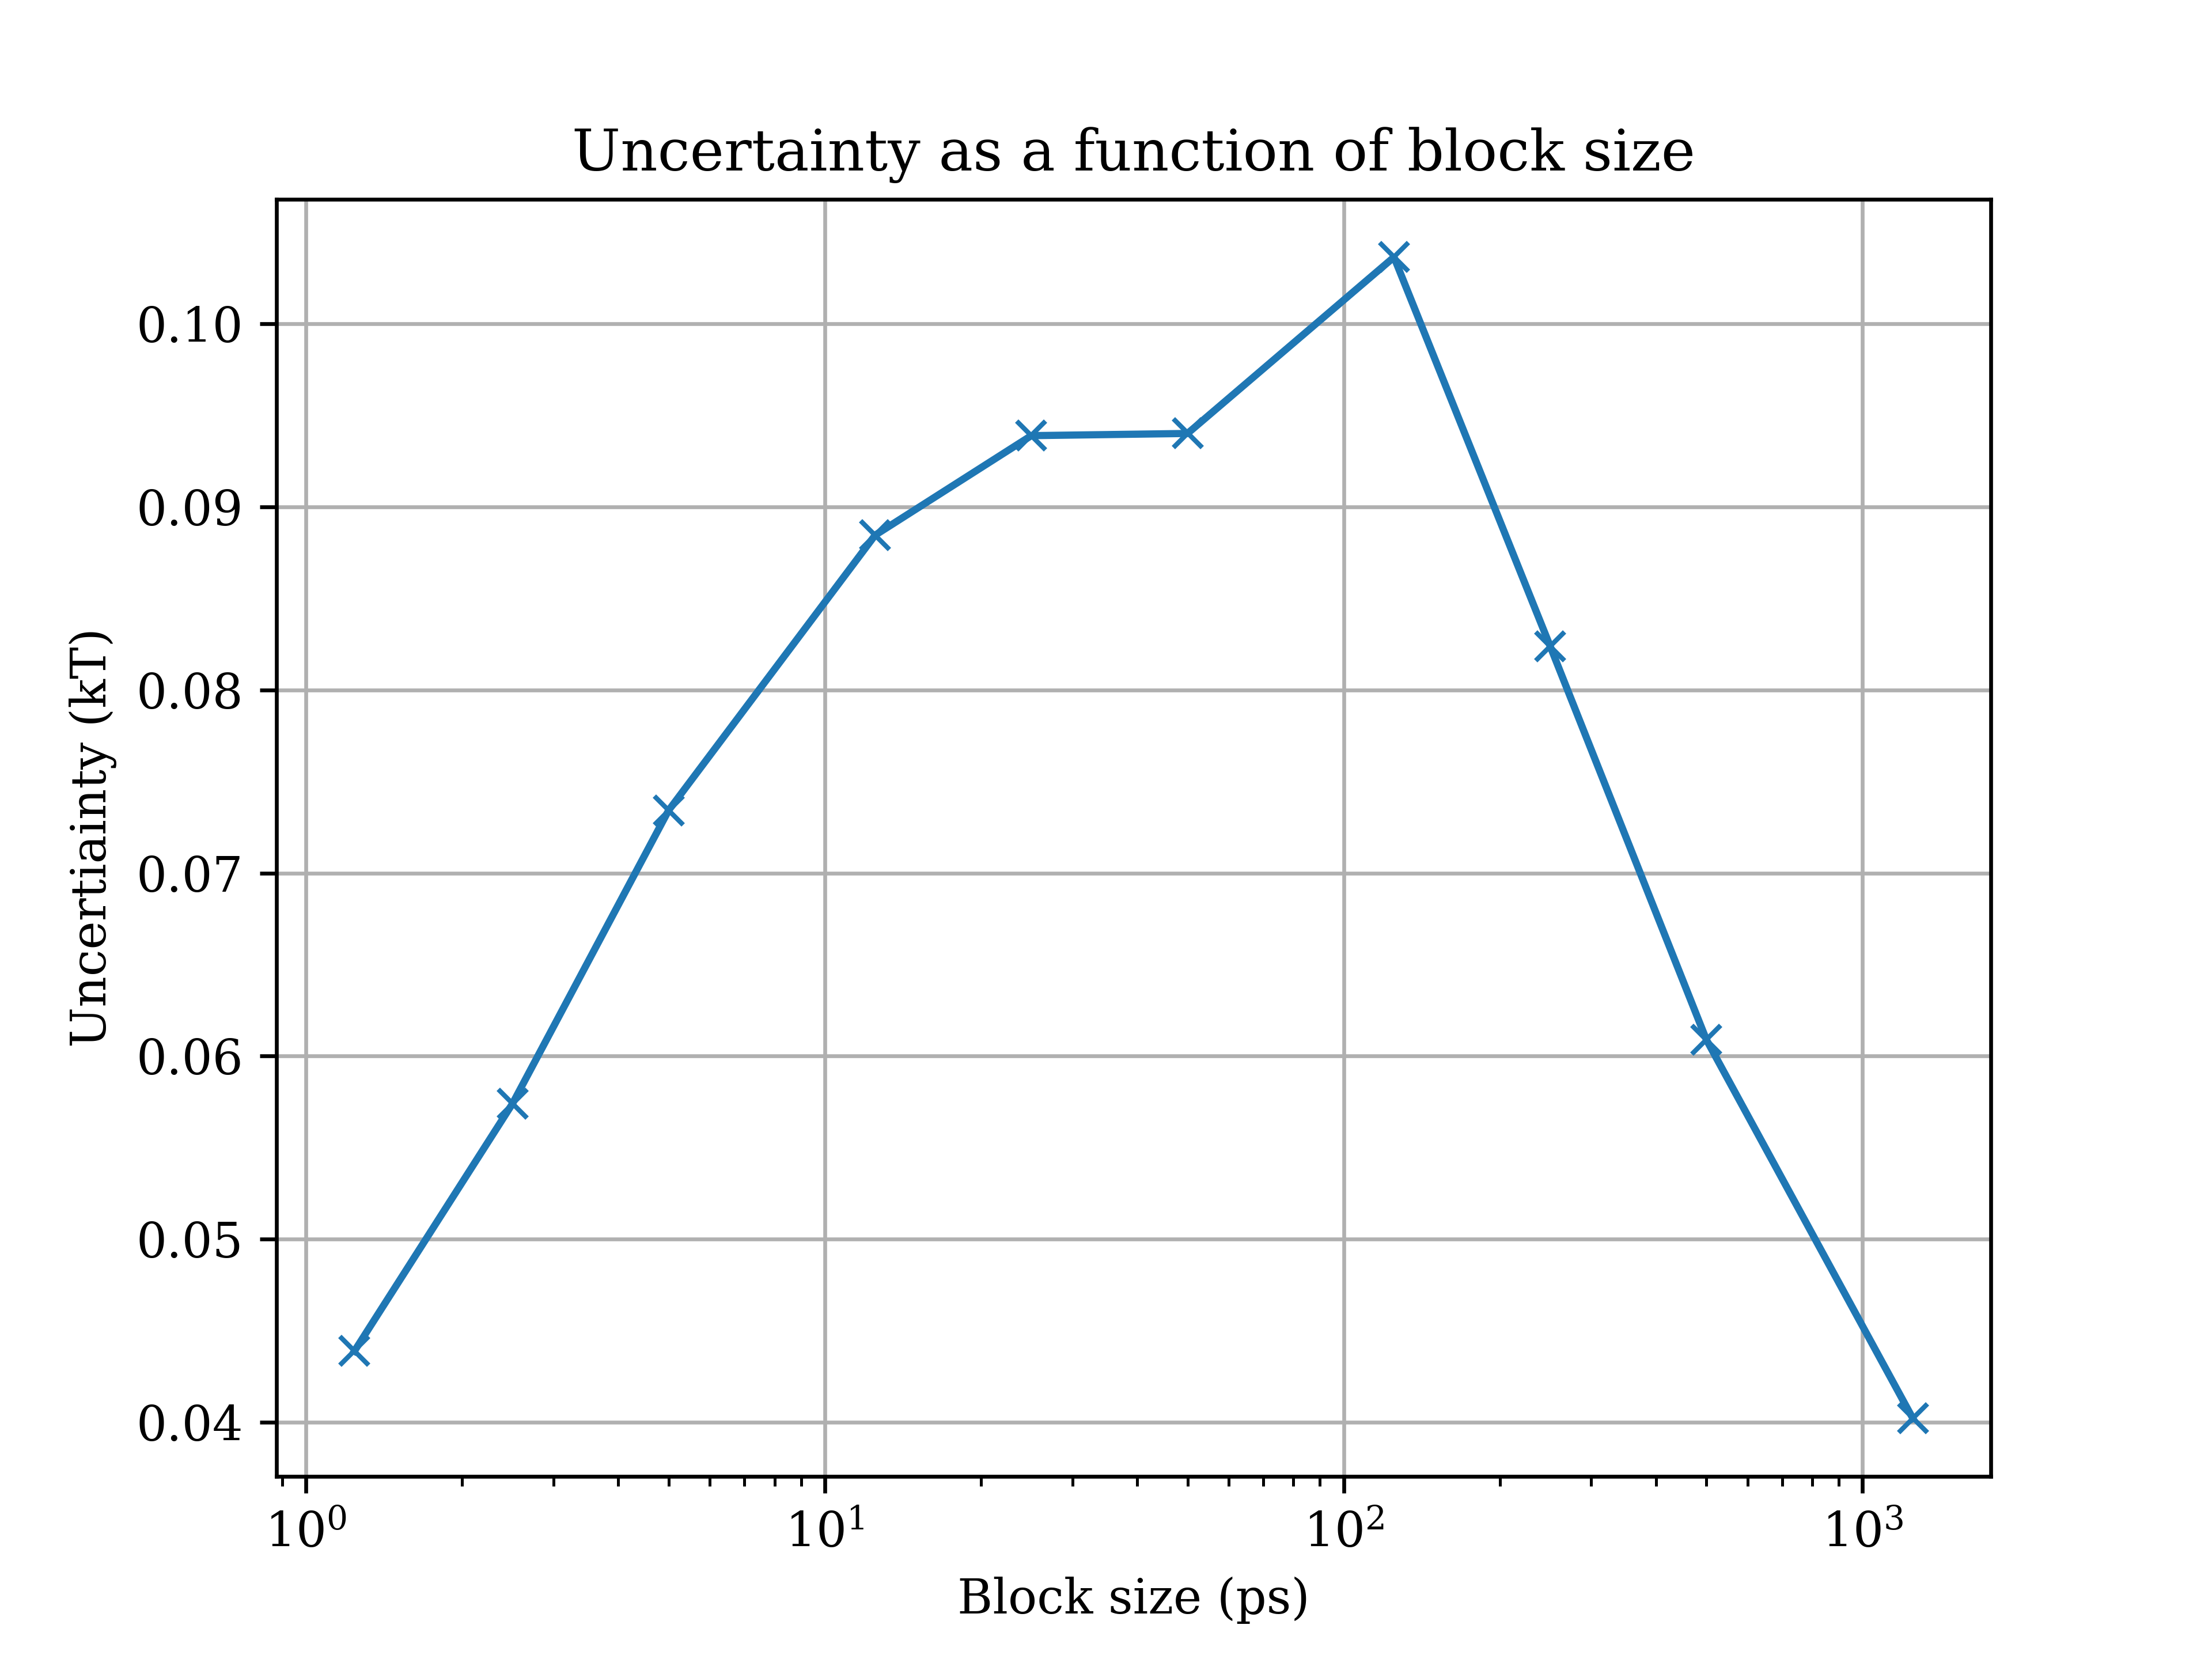 Uncertainty as a function of block size
Uncertiainty (kT)
0.10
0.09
0.08
0.07
0.06
0.05
0.04
10⁰ 10¹ 10² 10³
Block size (ps)